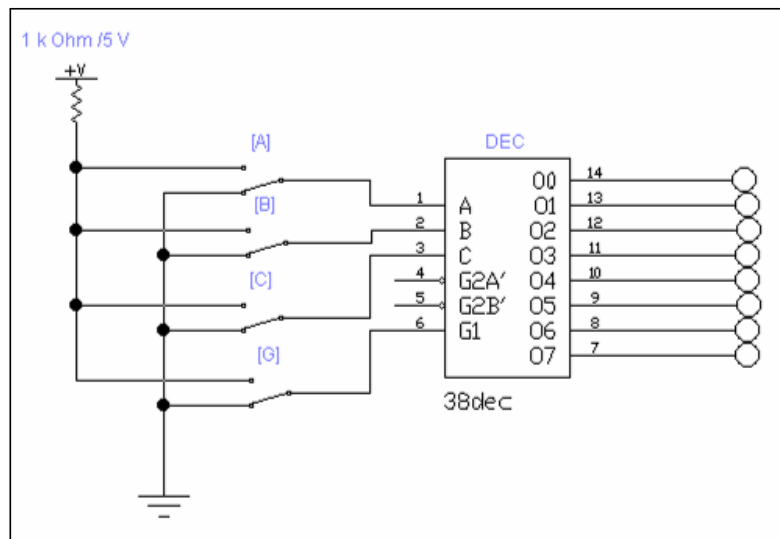 1 k Ohm /5 V
+V
[A]
[B]
[C]
[G]
DEC
1 A
2 B
3 C
4 G2A'
5 G2B'
6 G1
O0 14
O1 13
O2 12
O3 11
O4 10
O5 9
O6 8
O7 7
38dec